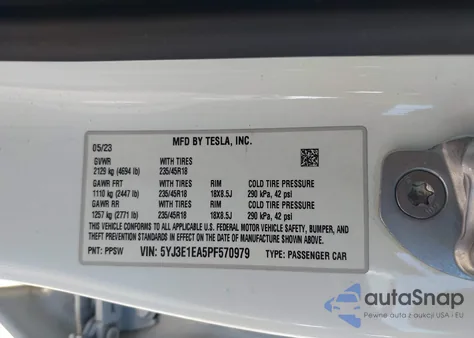 MFD BY TESLA, INC.
05/23
GVWR WITH TIRES
2129 kg (4694 lb) 235/45R18
GAWR FRT WITH TIRES RIM COLD TIRE PRESSURE
1110 kg (2447 lb) 235/45R18 18X8.5J 290 kPa, 42 psi
GAWR RR WITH TIRES RIM COLD TIRE PRESSURE
1257 kg (2771 lb) 235/45R18 18X8.5J 290 kPa, 42 psi
THIS VEHICLE CONFORMS TO ALL APPLICABLE U.S. FEDERAL MOTOR VEHICLE SAFETY, BUMPER, AND
THEFT PREVENTION STANDARDS IN EFFECT ON THE DATE OF MANUFACTURE SHOWN ABOVE.
PNT: PPSW VIN: 5YJ3E1EA5PF570979 TYPE: PASSENGER CAR
autoSnap
Pewne auta z USA i EU